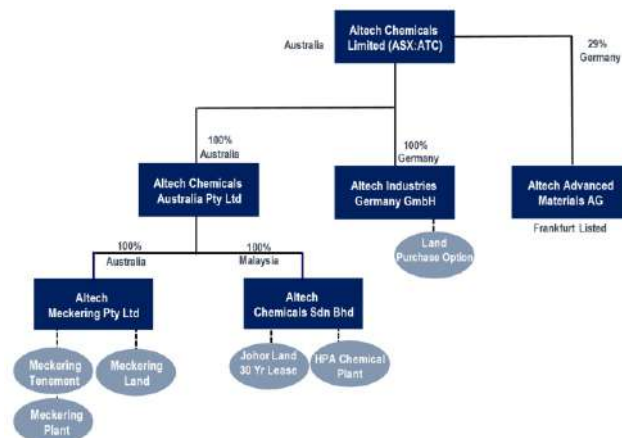 Altech Chemicals
Limited (ASX:ATC)
Australia
29%
Germany
100%
Australia
100%
Germany
Altech Chemicals
Australia Pty Ltd
Altech Industries
Germany GmbH
Altech Advanced
Materials AG
Frankfurt Listed
Land
Purchase Option
100%
Australia
100%
Malaysia
Altech
Meckering Pty Ltd
Altech
Chemicals Sdn Bhd
Meckering
Tenement
Meckering
Land
Johor Land
30 Yr Lease
HPA Chemical
Plant
Meckering
Plant